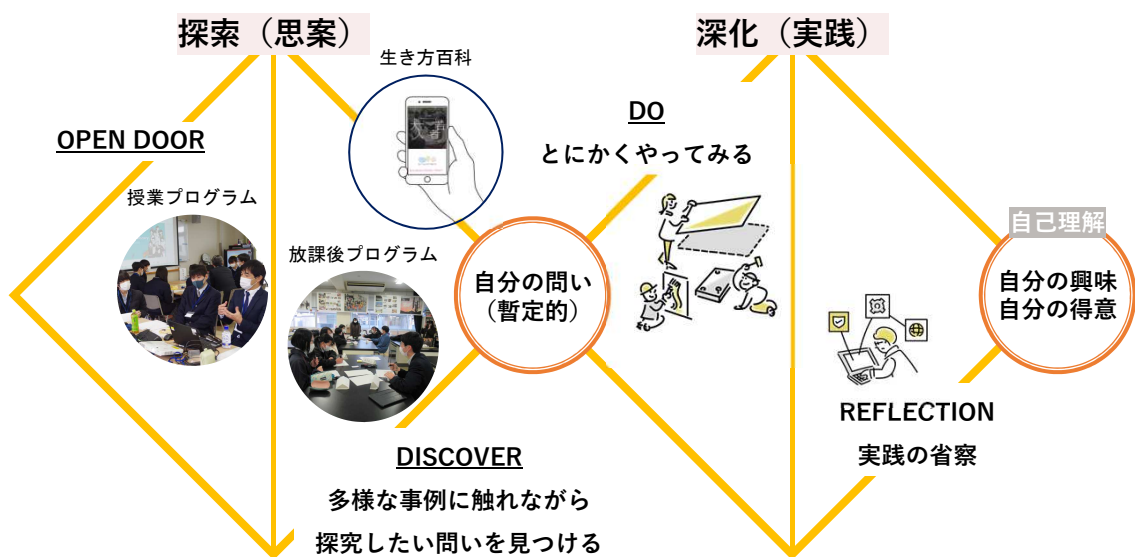 探索（思案）
深化（実践）
生き方百科
OPEN DOOR
DO
とにかくやってみる
授業プログラム
放課後プログラム
自分の問い
（暫定的）
自己理解
自分の興味
自分の得意
DISCOVER
多様な事例に触れながら
探究したい問いを見つける
REFLECTION
実践の省察